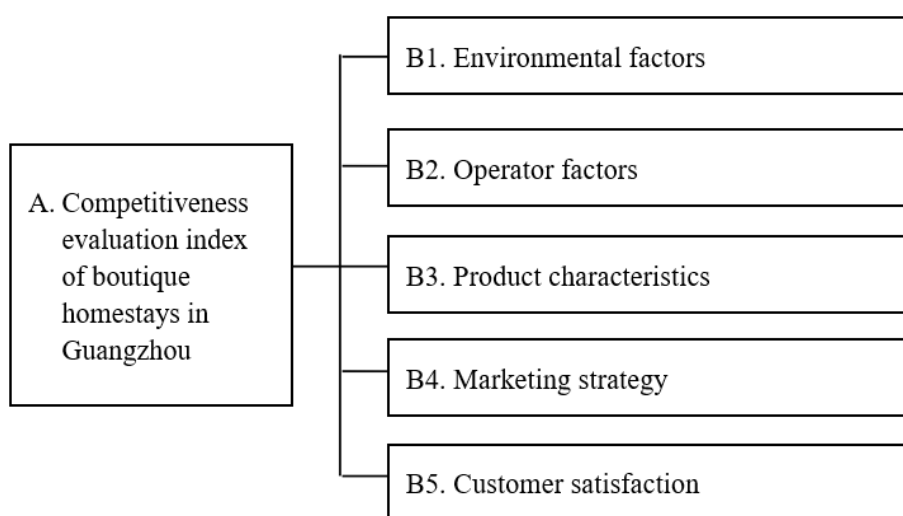 A. Competitiveness
evaluation index
of boutique
homestays in
Guangzhou
B1. Environmental factors
B2. Operator factors
B3. Product characteristics
B4. Marketing strategy
B5. Customer satisfaction